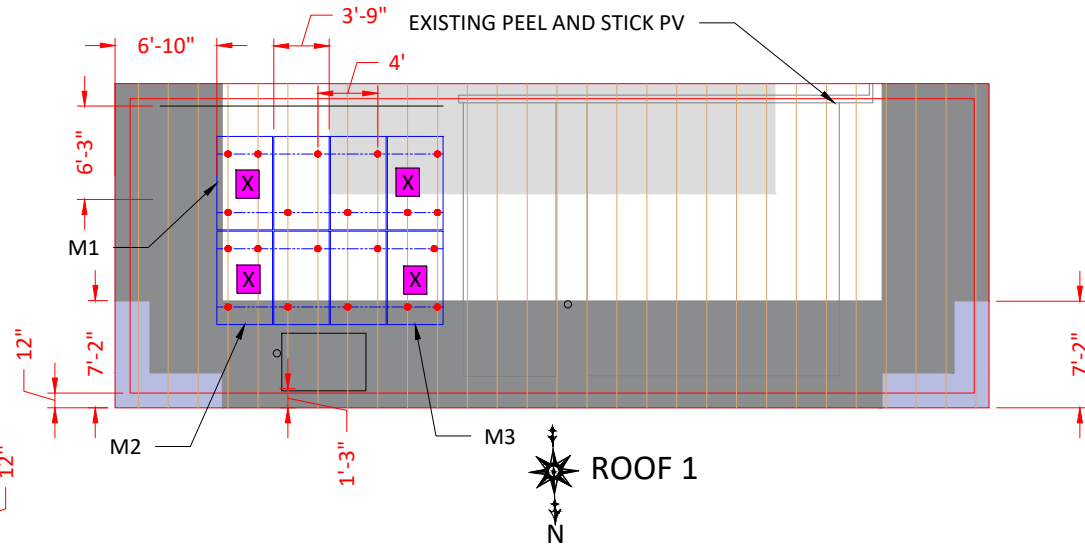 3'-9"
EXISTING PEEL AND STICK PV
6'-10"
4'
6'-3"
X
X
M1
X
X
12"
7'-2"
7'-2"
1'-3"
M2
M3
12"
ROOF 1
N